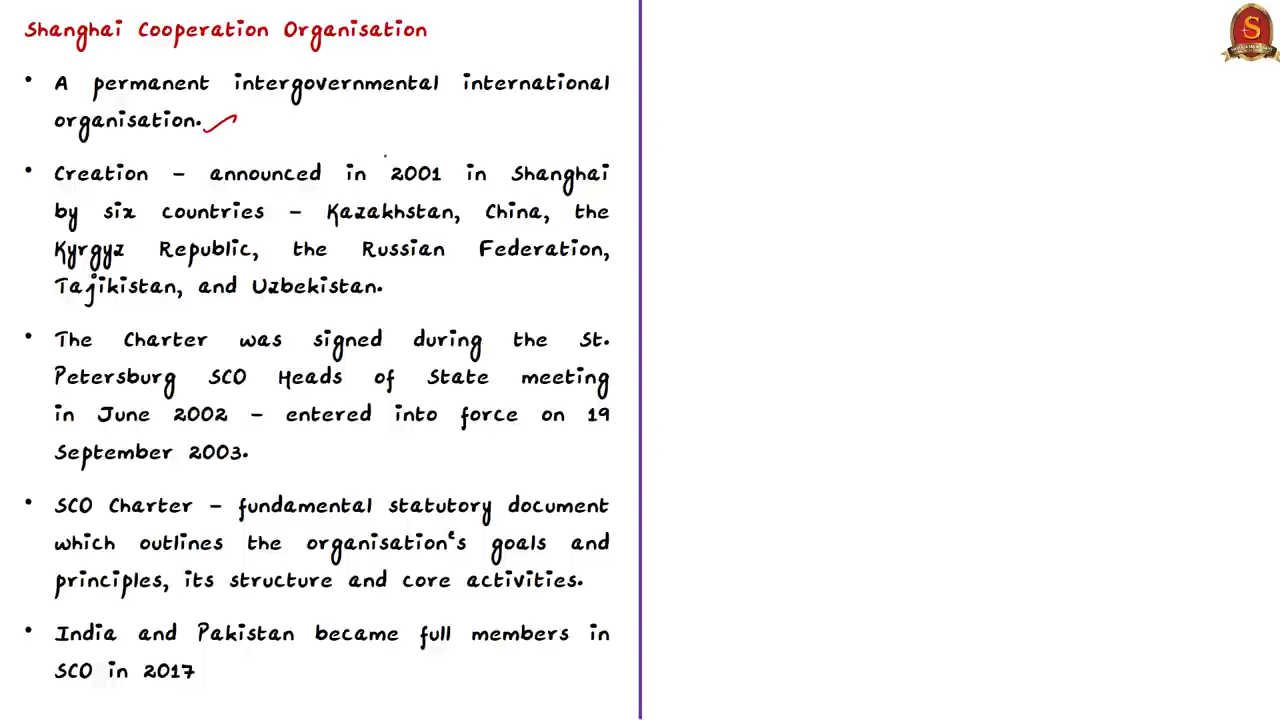 Shanghai Cooperation Organisation
• A permanent intergovernmental international
organisation.
• Creation – announced in 2001 in Shanghai
by six countries – Kazakhstan, China, the
Kyrgyz Republic, the Russian Federation,
Tajikistan, and Uzbekistan.
• The Charter was signed during the St.
Petersburg SCO Heads of State meeting
in June 2002 – entered into force on 19
September 2003.
• SCO Charter – fundamental statutory document
which outlines the organisation's goals and
principles, its structure and core activities.
• India and Pakistan became full members in
SCO in 2017
S